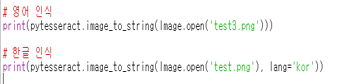 # 영어 인식
print(pytesseract.image_to_string(Image.open('test3.png')))
# 한글 인식
print(pytesseract.image_to_string(Image.open('test.png'), lang='kor'))